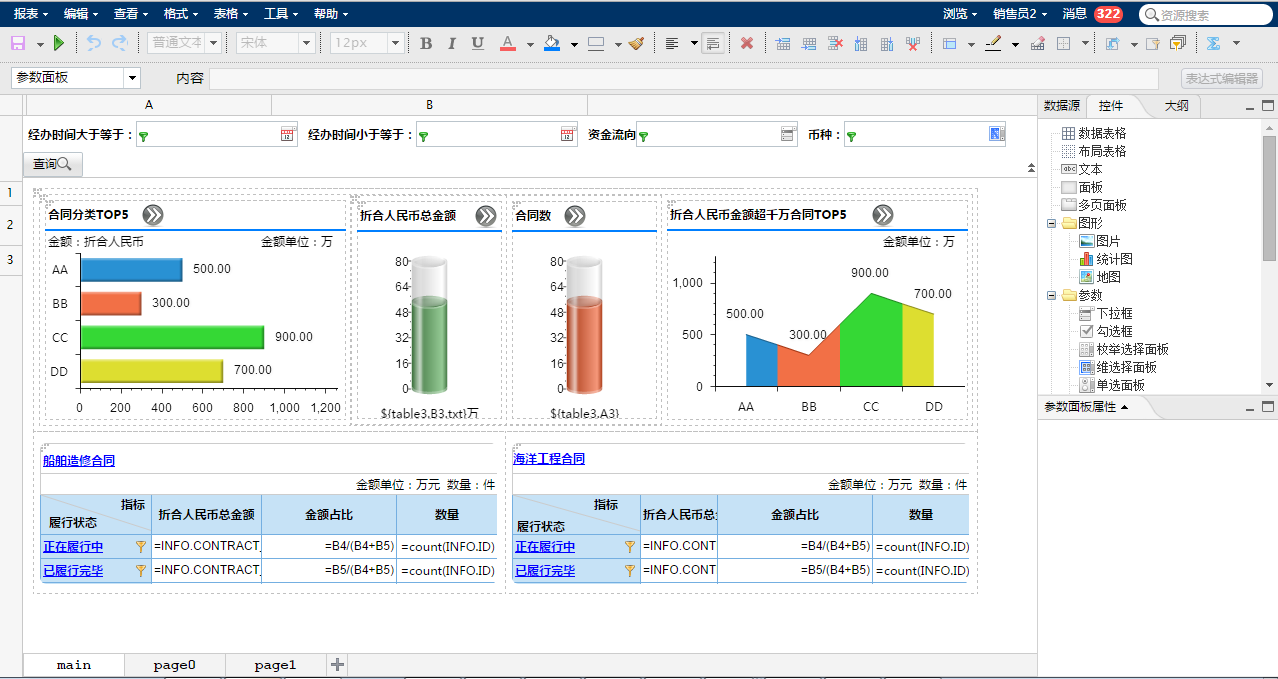 报表 编辑 查看 格式 表格 工具 帮助 浏览 销售员2 消息 322 资源搜索
普通文本 宋体 12px B I U A
参数面板 内容 表达式编辑器
A B
数据源 控件 大纲
经办时间大于等于： 经办时间小于等于： 资金流向 币种：
查询
1
2
3
合同分类TOP5
金额：折合人民币 金额单位：万
AA 500.00
BB 300.00
CC 900.00
DD 700.00
0 200 400 600 800 1,000 1,200
折合人民币总金额
80
64
48
32
16
0
${table3.B3.txt}万
合同数
80
64
48
32
16
0
${table3.A3}
折合人民币金额超千万合同TOP5
金额单位：万
1,000
500
0
500.00 300.00 900.00 700.00
AA BB CC DD
船舶造修合同
金额单位：万元 数量：件
指标
履行状态
折合人民币总金额 金额占比 数量
正在履行中 =INFO.CONTRACT_ =B4/(B4+B5) =count(INFO.ID)
已履行完毕 =INFO.CONTRACT_ =B5/(B4+B5) =count(INFO.ID)
海洋工程合同
金额单位：万元 数量：件
指标
履行状态
折合人民币总 金额占比 数量
正在履行中 =INFO.CONT =B4/(B4+B5) =count(INFO.ID)
已履行完毕 =INFO.CONT =B5/(B4+B5) =count(INFO.ID)
数据表格
布局表格
abc 文本
面板
多页面板
图形
图片
统计图
地图
参数
下拉框
勾选框
枚举选择面板
维选择面板
单选面板
参数面板属性
main page0 page1